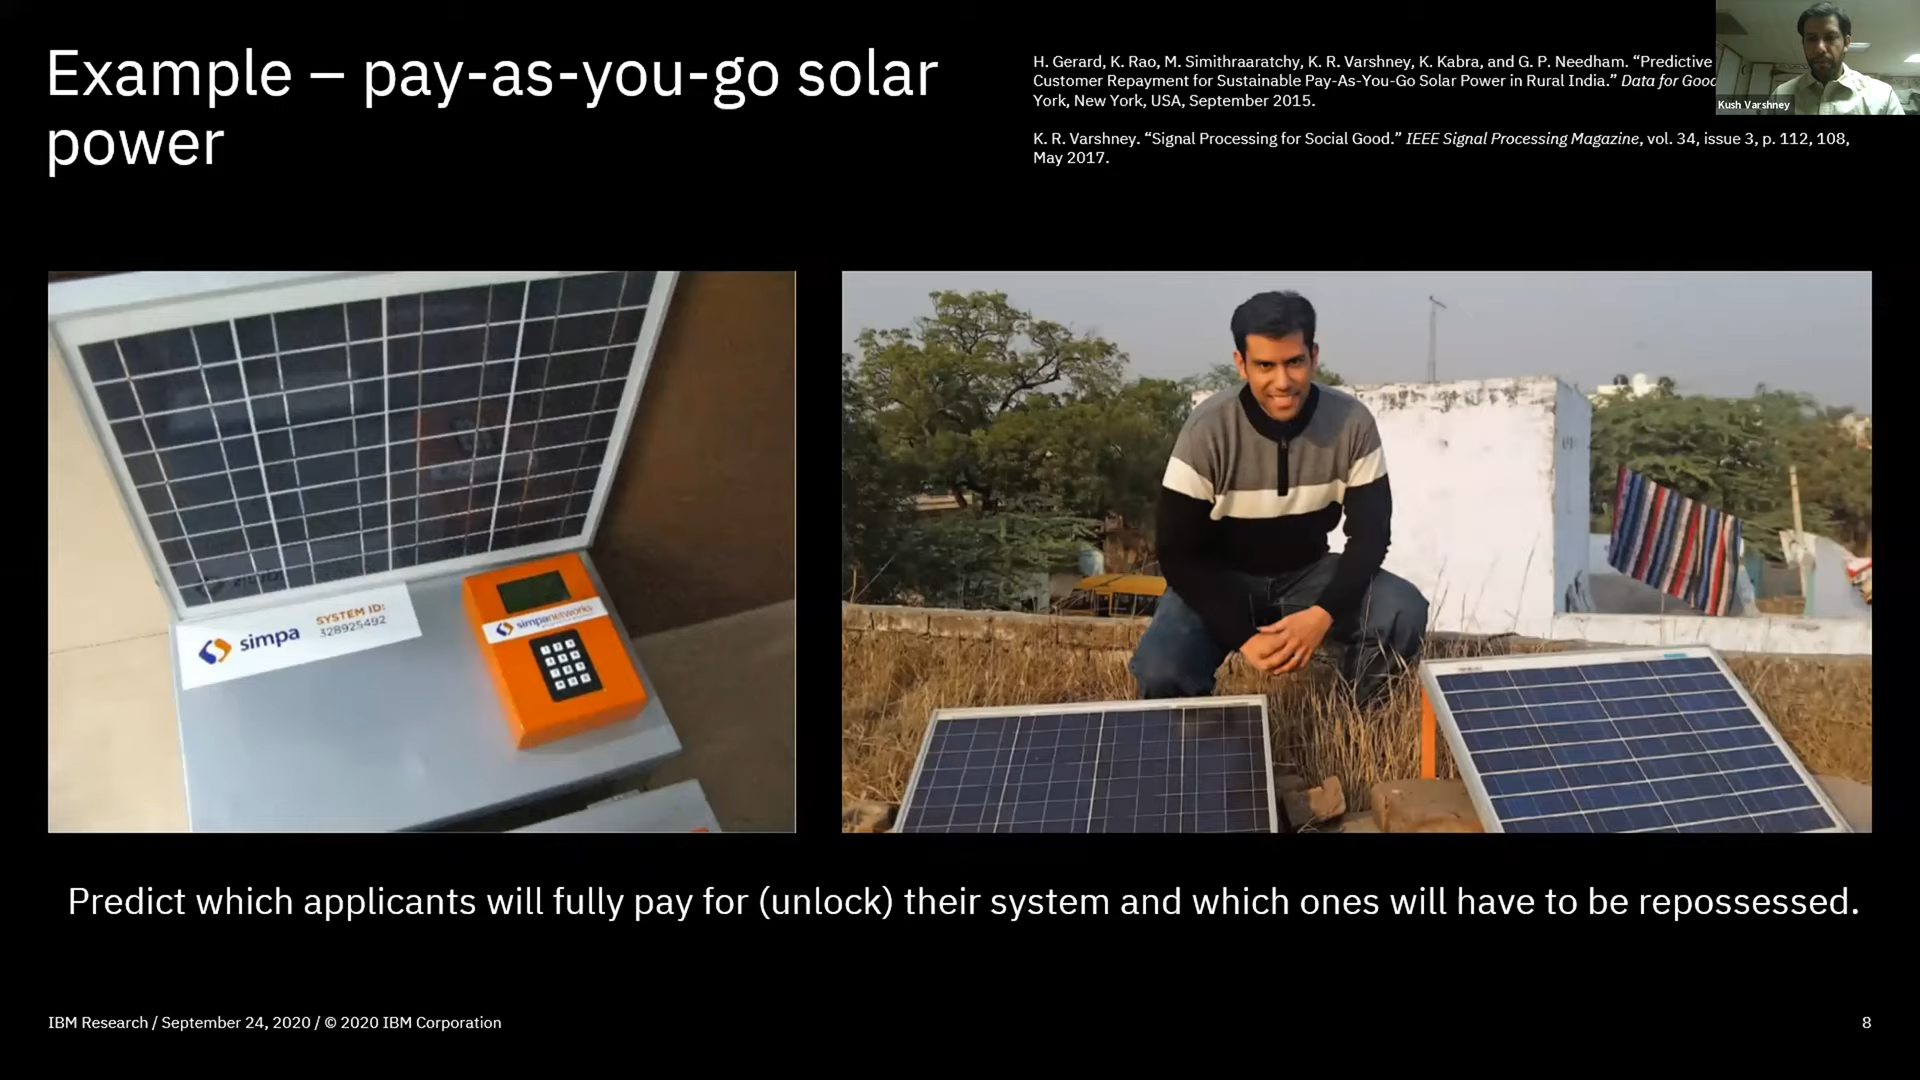 Example – pay-as-you-go solar
power
H. Gerard, K. Rao, M. Simithraaratchy, K. R. Varshney, K. Kabra, and G. P. Needham. “Predictive
Customer Repayment for Sustainable Pay-As-You-Go Solar Power in Rural India.” Data for Good
York, New York, USA, September 2015.
K. R. Varshney. “Signal Processing for Social Good.” IEEE Signal Processing Magazine, vol. 34, issue 3, p. 112, 108,
May 2017.
Kush Varshney
simpa
SYSTEM ID:
328925492
simpanetworks
Predict which applicants will fully pay for (unlock) their system and which ones will have to be repossessed.
IBM Research / September 24, 2020 / © 2020 IBM Corporation
8